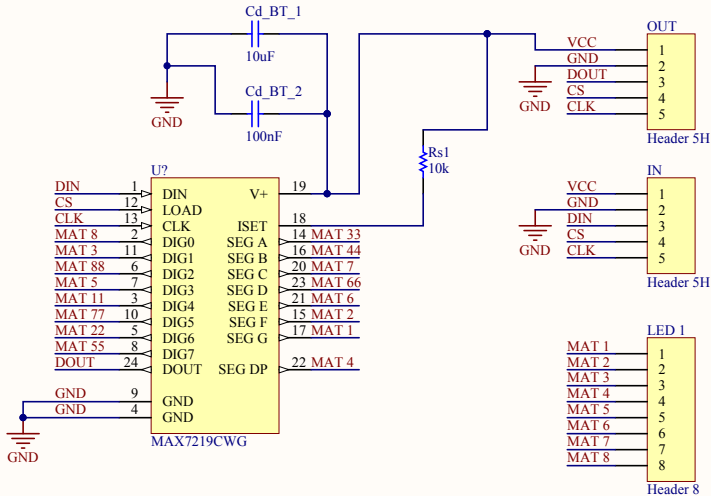 Cd_BT_1
10uF
Cd_BT_2
100nF
GND
OUT
VCC 1
GND 2
DOUT 3
CS 4
CLK 5
GND
Header 5H
Rs1
10k
U?
DIN 1 DIN V+ 19
CS 12 LOAD
CLK 13 CLK ISET 18
MAT 8 2 DIG0 SEG A 14 MAT 33
MAT 3 11 DIG1 SEG B 16 MAT 44
MAT 88 6 DIG2 SEG C 20 MAT 7
MAT 5 7 DIG3 SEG D 23 MAT 66
MAT 11 3 DIG4 SEG E 21 MAT 6
MAT 77 10 DIG5 SEG F 15 MAT 2
MAT 22 5 DIG6 SEG G 17 MAT 1
MAT 55 8 DIG7
DOUT 24 DOUT SEG DP 22 MAT 4
GND 9 GND
GND 4 GND
GND
MAX7219CWG
IN
VCC 1
GND 2
DIN 3
CS 4
CLK 5
GND
Header 5H
LED 1
MAT 1 1
MAT 2 2
MAT 3 3
MAT 4 4
MAT 5 5
MAT 6 6
MAT 7 7
MAT 8 8
Header 8